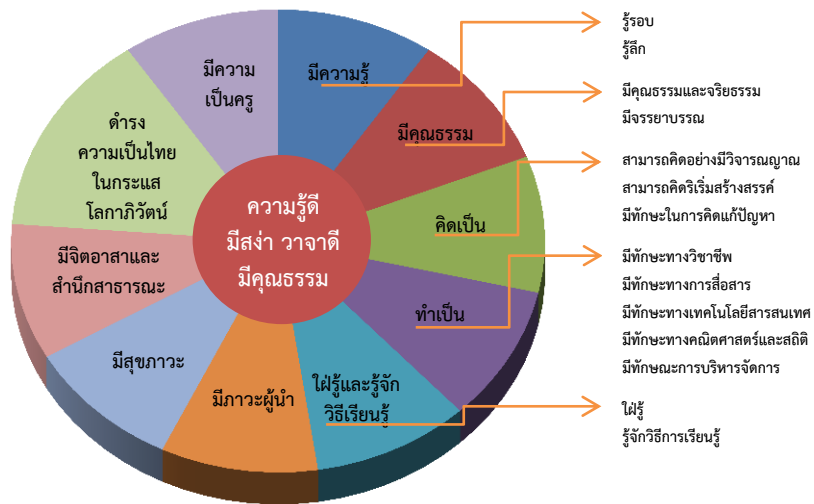 ความรู้ดี
มีสง่า วาจาดี
มีคุณธรรม
มีความรู้
รู้รอบ
รู้ลึก
มีคุณธรรม
มีคุณธรรมและจริยธรรม
มีจรรยาบรรณ
คิดเป็น
สามารถคิดอย่างมีวิจารณญาณ
สามารถคิดริเริ่มสร้างสรรค์
มีทักษะในการคิดแก้ปัญหา
ทำเป็น
มีทักษะทางวิชาชีพ
มีทักษะทางการสื่อสาร
มีทักษะทางเทคโนโลยีสารสนเทศ
มีทักษะทางคณิตศาสตร์และสถิติ
มีทักษณะการบริหารจัดการ
ใฝ่รู้และรู้จัก
วิธีเรียนรู้
ใฝ่รู้
รู้จักวิธีการเรียนรู้
มีภาวะผู้นำ
มีสุขภาวะ
มีจิตอาสาและ
สำนึกสาธารณะ
ดำรง
ความเป็นไทย
ในกระแส
โลกาภิวัตน์
มีความ
เป็นครู